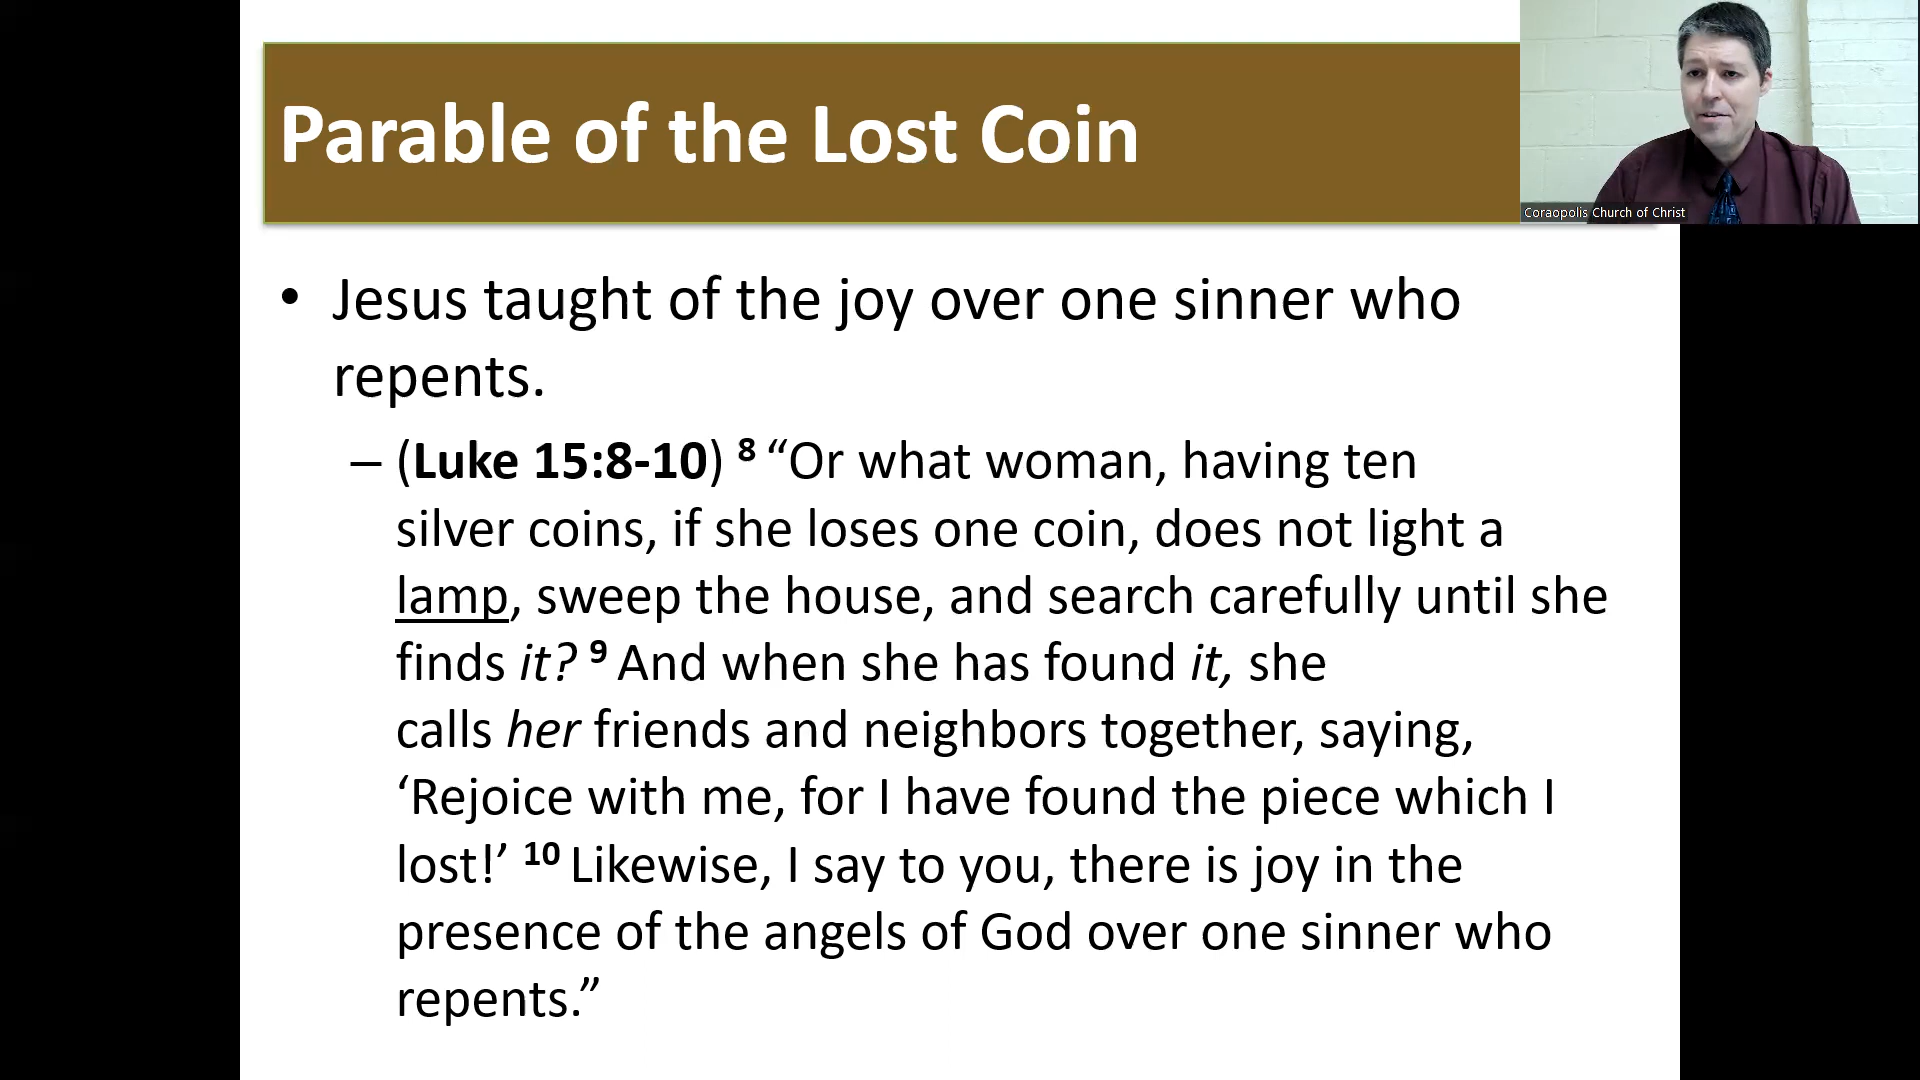 Parable of the Lost Coin
Coraopolis Church of Christ
• Jesus taught of the joy over one sinner who
repents.
– (Luke 15:8-10) 8 “Or what woman, having ten
silver coins, if she loses one coin, does not light a
lamp, sweep the house, and search carefully until she
finds it? 9 And when she has found it, she
calls her friends and neighbors together, saying,
‘Rejoice with me, for I have found the piece which I
lost!’ 10 Likewise, I say to you, there is joy in the
presence of the angels of God over one sinner who
repents.”